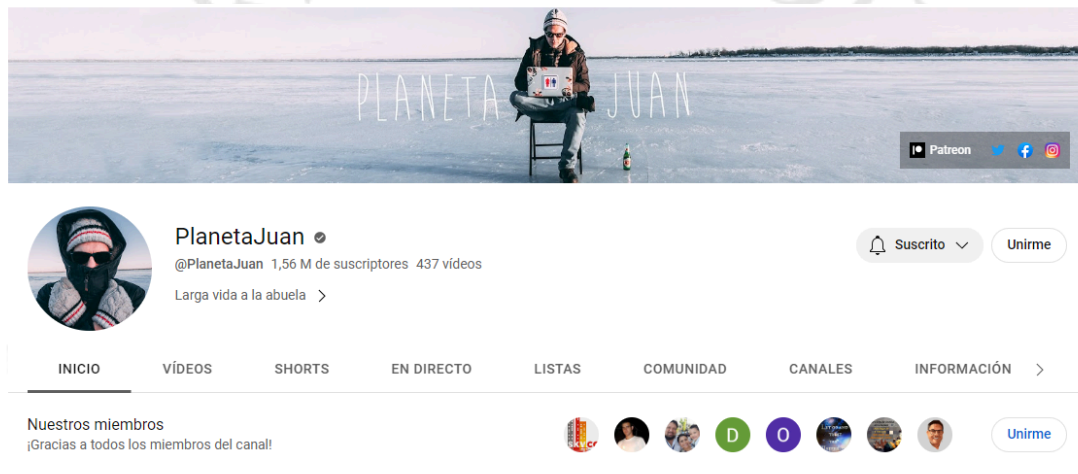 PLANETA JUAN
Patreon
PlanetaJuan
@PlanetaJuan 1,56 M de suscriptores 437 vídeos
Larga vida a la abuela
Suscrito
Unirme
INICIO VÍDEOS SHORTS EN DIRECTO LISTAS COMUNIDAD CANALES INFORMACIÓN
Nuestros miembros
¡Gracias a todos los miembros del canal!
D
O
Unirme